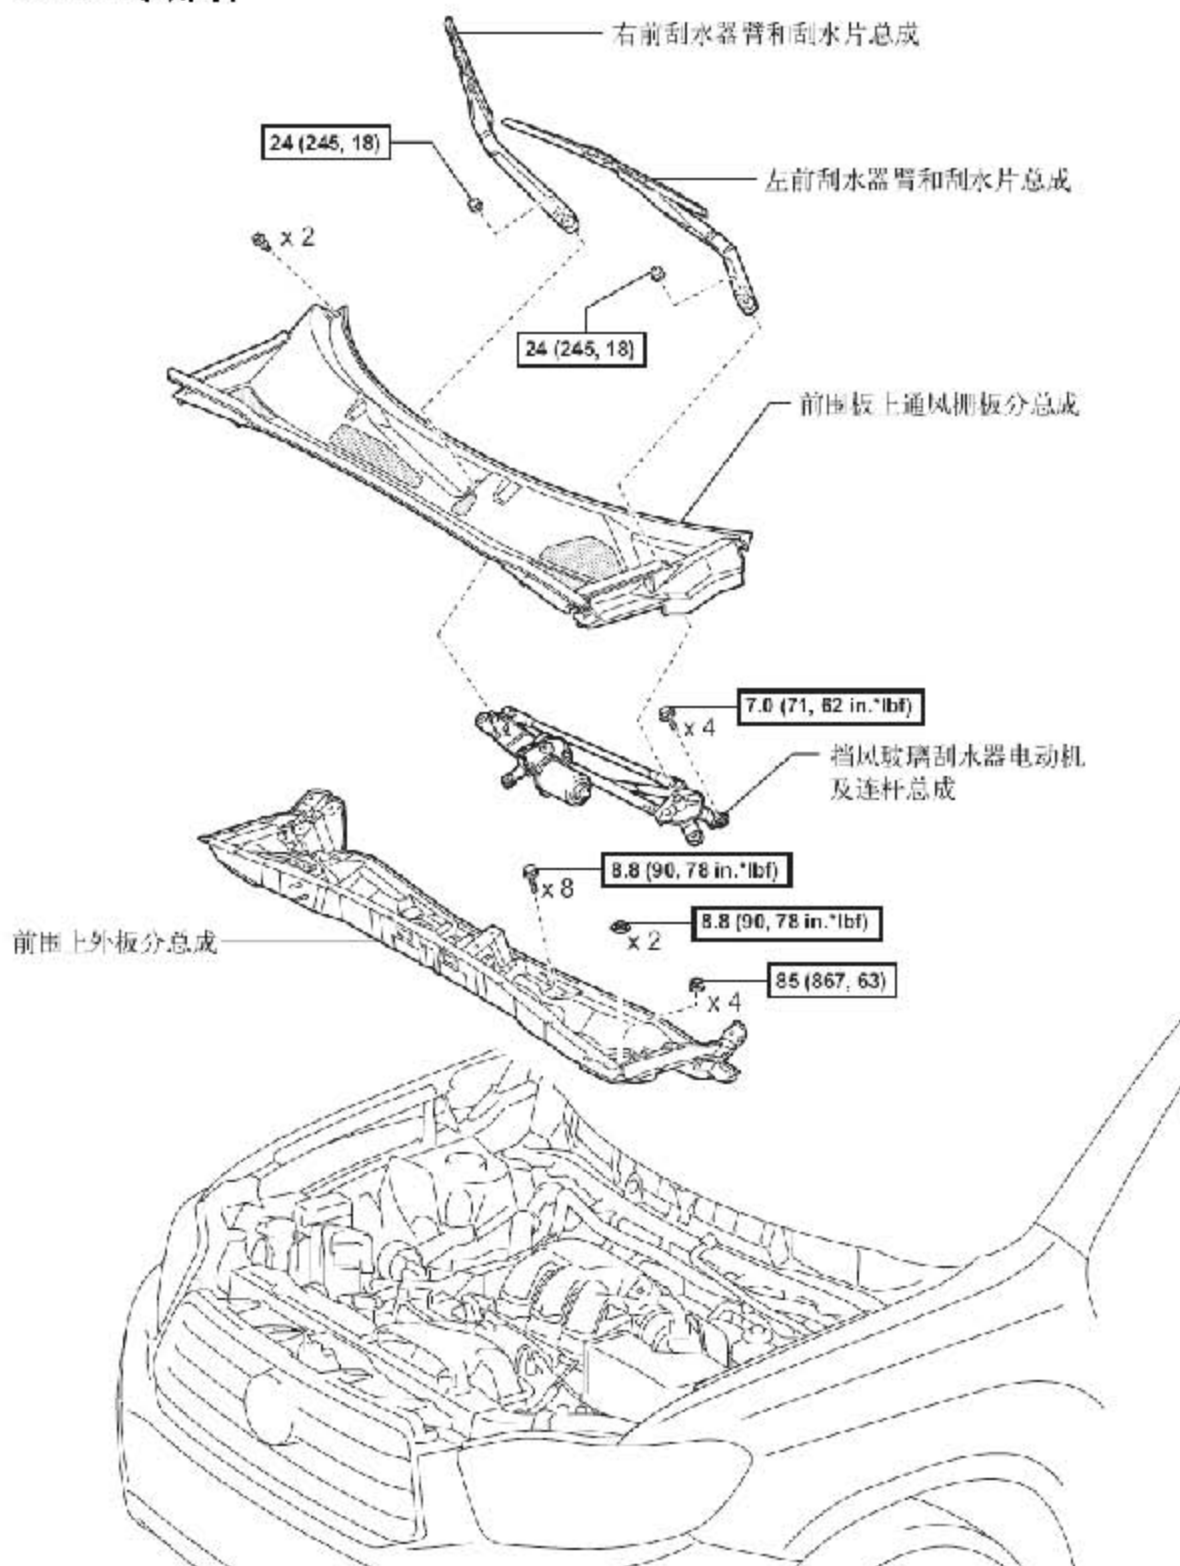 右前刮水器臂和刮水片总成
24 (245, 18)
左前刮水器臂和刮水片总成
x 2
24 (245, 18)
前围板上通风栅板分总成
7.0 (71, 62 in.*lbf)
x 4
挡风玻璃刮水器电动机
及连杆总成
8.8 (90, 78 in.*lbf)
x 8
8.8 (90, 78 in.*lbf)
x 2
前围上外板分总成
85 (867, 63)
x 4